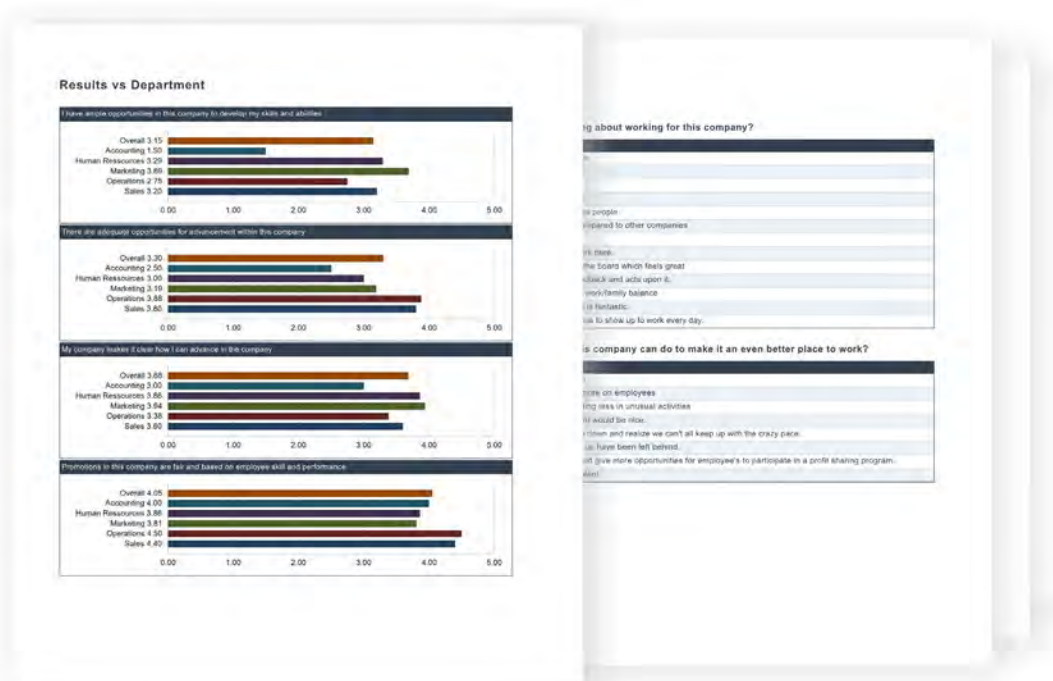 Results vs Department
I have ample opportunities in this company to develop my skills and abilities
Overall 3.15
Accounting 1.50
Human Ressources 3.29
Marketing 3.69
Operations 2.75
Sales 3.20
0.00 1.00 2.00 3.00 4.00 5.00
There are adequate opportunities for advancement within this company
Overall 3.30
Accounting 2.50
Human Ressources 3.00
Marketing 3.19
Operations 3.88
Sales 3.80
0.00 1.00 2.00 3.00 4.00 5.00
My company makes it clear how I can advance in the company
Overall 3.68
Accounting 3.00
Human Ressources 3.86
Marketing 3.94
Operations 3.38
Sales 3.60
0.00 1.00 2.00 3.00 4.00 5.00
Promotions in this company are fair and based on employee skill and performance
Overall 4.05
Accounting 4.00
Human Ressources 3.86
Marketing 3.81
Operations 4.50
Sales 4.40
0.00 1.00 2.00 3.00 4.00 5.00
about working for this company?
people
to other companies
the board which feels great
and acts upon it.
work/family balance
is fantastic.
to show up to work every day.
company can do to make it an even better place to work?
on employees
less in unusual activities
would be nice.
down and realize we can't all keep up with the crazy pace.
have been left behind.
give more opportunities for employee's to participate in a profit sharing program.